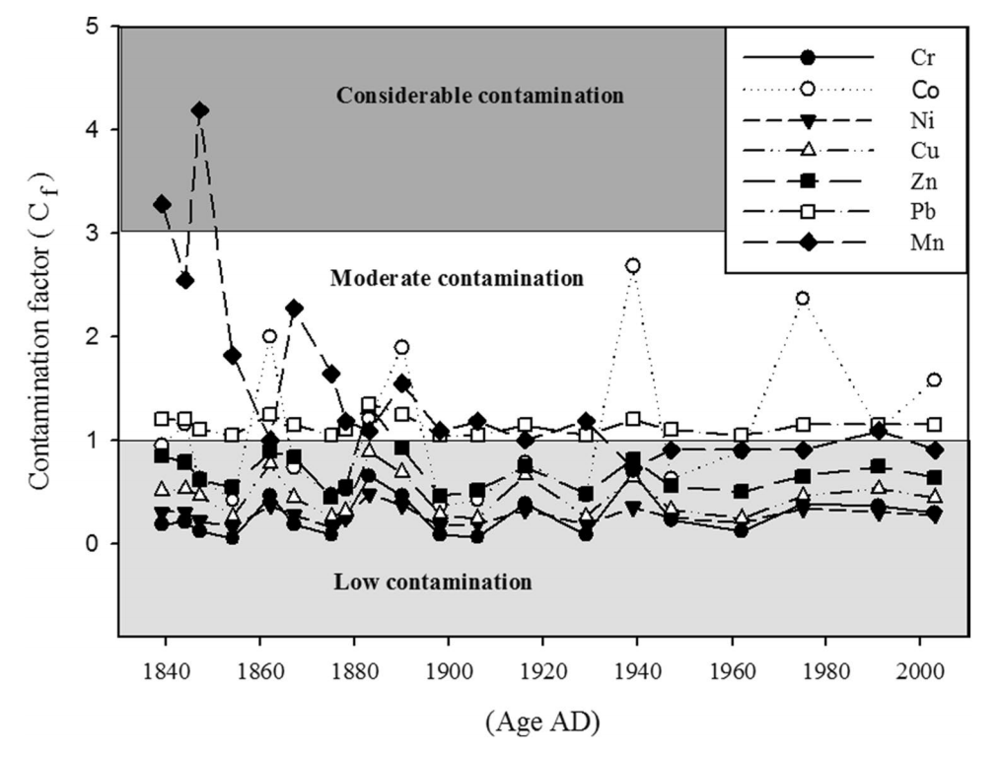 5
4
3
2
1
0
Contamination factor ( C f )
Considerable contamination
Moderate contamination
Low contamination
Cr
Co
Ni
Cu
Zn
Pb
Mn
1840 1860 1880 1900 1920 1940 1960 1980 2000
(Age AD)